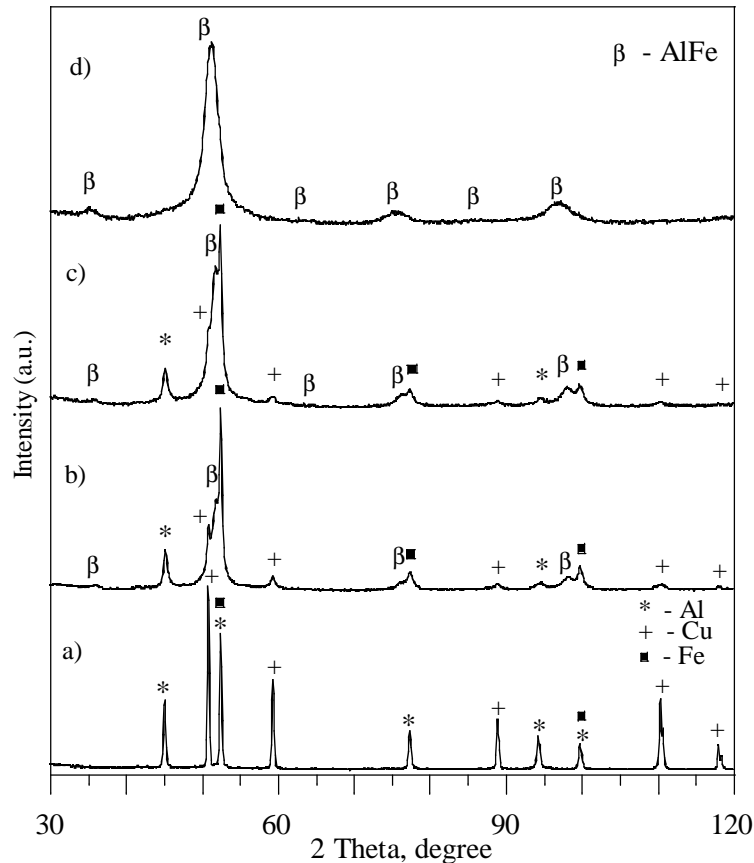 β
d)
β - AlFe
β
β
β
β
β
■
c)
β
+
*
β
+
β
β
■
+
*
β
■
+
+
■
b)
β
+
*
β
+
β
■
+
*
β
■
+
+
* - Al
+ - Cu
■ - Fe
a)
*
+
■
*
+
*
+
*
■
*
+
+
Intensity (a.u.)
30
60
90
120
2 Theta, degree